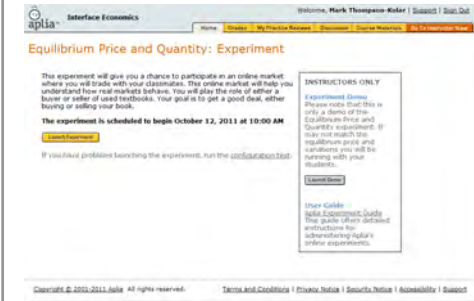 aplia Interface Economics
Welcome, Mark Thompson-Kolar | Support | Sign Out
Home Grades My Practice Reviews Discussion Course Materials Go To Instructor View
Equilibrium Price and Quantity: Experiment
This experiment will give you a chance to participate in an online market
where you will trade with your classmates. This online market will help you
understand how real markets behave. You will play the role of either a
buyer or seller of used textbooks. Your goal is to get a good deal, either
buying or selling your book.
The experiment is scheduled to begin October 12, 2011 at 10:00 AM
Launch Experiment
If you have problems launching the experiment, run the configuration test.
INSTRUCTORS ONLY
Experiment Demo
Please note that this is
only a demo of the
Equilibrium Price and
Quantity experiment. It
may not match the
equilibrium price and
variations you will be
running with your
students.
Launch Demo
User Guide
Aplia Experiment Guide
This guide offers detailed
instructions for
administering Aplia's
online experiments.
Copyright © 2001-2011 Aplia All rights reserved.
Terms and Conditions | Privacy Notice | Security Notice | Accessibility | Support